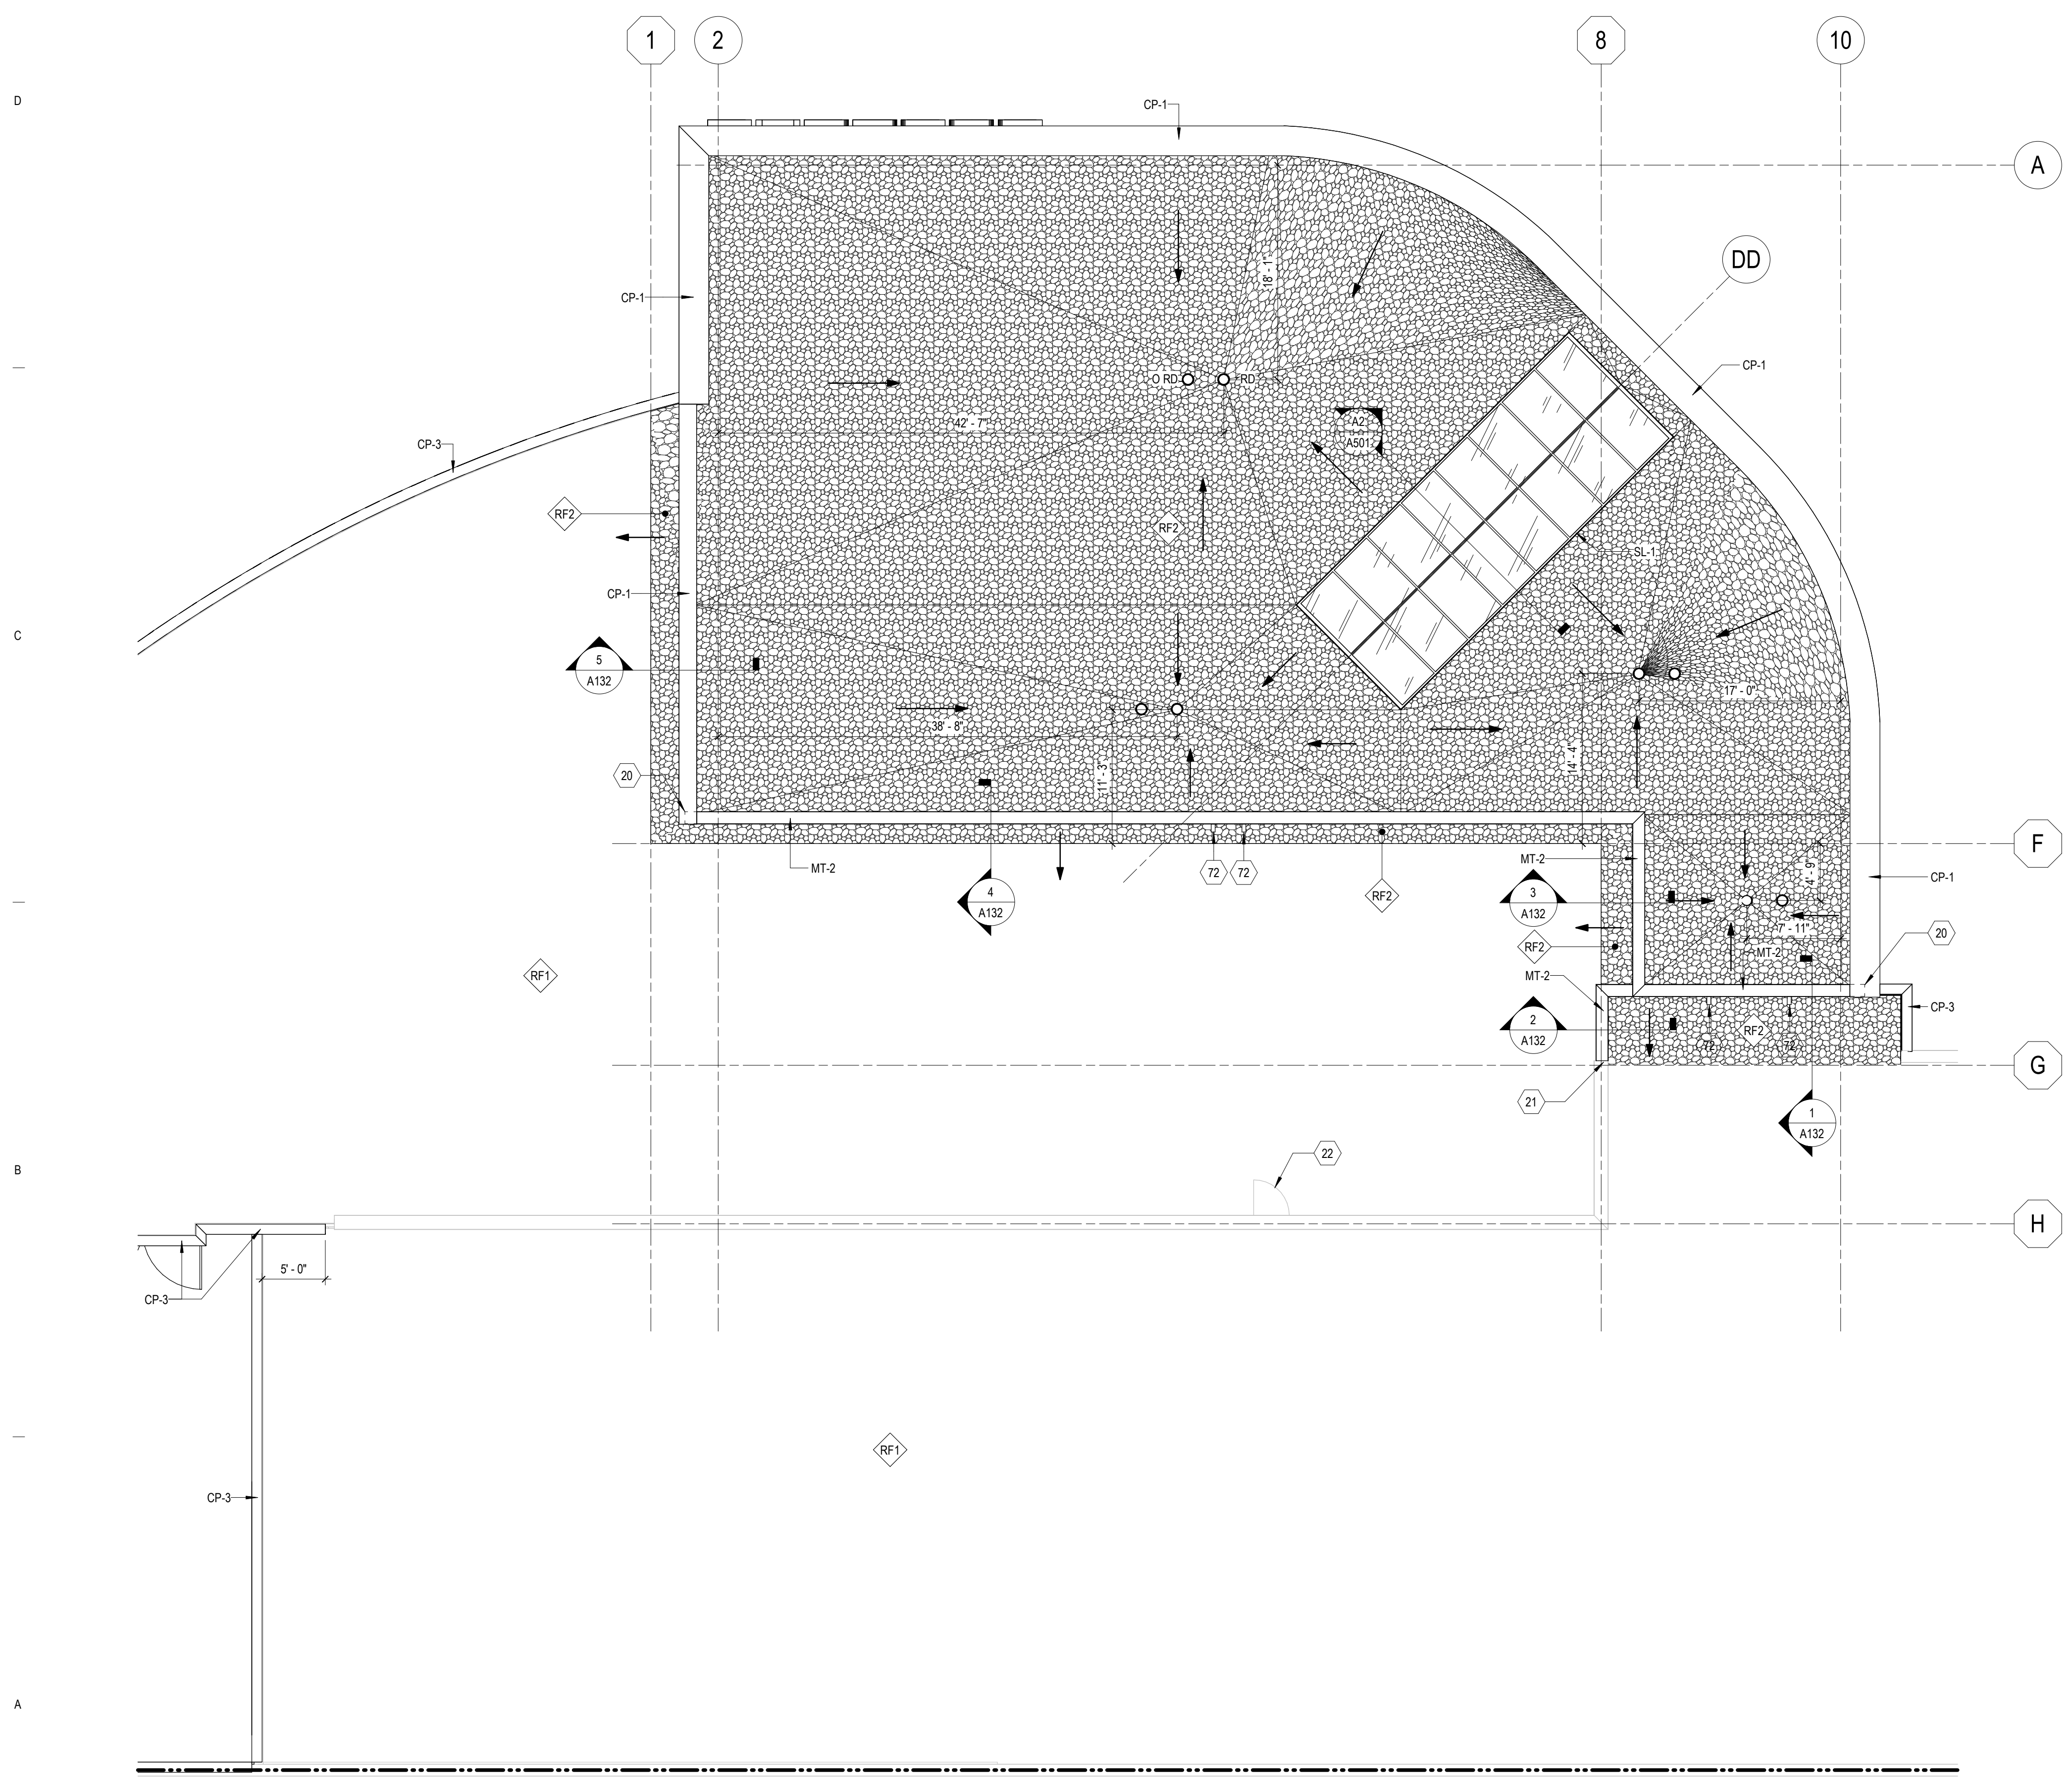 1
2
8
10
D
CP-1
A
DD
18' - 1"
CP-1
CP-1
O RD
RD
42' - 7"
A2
A501
CP-3
RF2
RF2
SL-1
CP-1
C
5
A132
17' - 0"
38' - 8"
14' - 4"
11' - 3"
20
F
MT-2
72
72
MT-2
4' - 9"
CP-1
4
A132
RF2
3
A132
7' - 11"
20
RF2
MT-2
RF1
MT-2
CP-3
2
A132
RF2
72
72
G
21
1
A132
22
B
H
5' - 0"
CP-3
RF1
CP-3
A